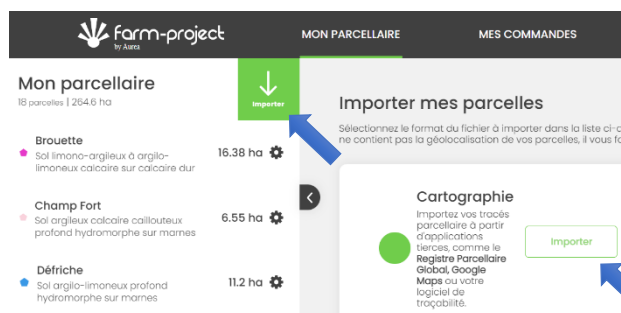 farm-project
by Aurea
MON PARCELLAIRE
MES COMMANDES
Mon parcellaire
18 parcelles | 264.6 ha
Importer
Brouette
Sol limono-argileux à argilo-
limoneux calcaire sur calcaire dur
16.38 ha
Champ Fort
Sol argileux calcaire caillouteux
profond hydromorphe sur marnes
6.55 ha
Défriche
Sol argilo-limoneux profond
hydromorphe sur marnes
11.2 ha
Importer mes parcelles
Sélectionnez le format du fichier à importer dans la liste ci-d
ne contient pas la géolocalisation de vos parcelles, il vous fa
Cartographie
Importez vos tracés
parcellaire à partir
d'applications
tierces, comme le
Registre Parcellaire
Global, Google
Maps ou votre
logiciel de
traçabilité.
Importer